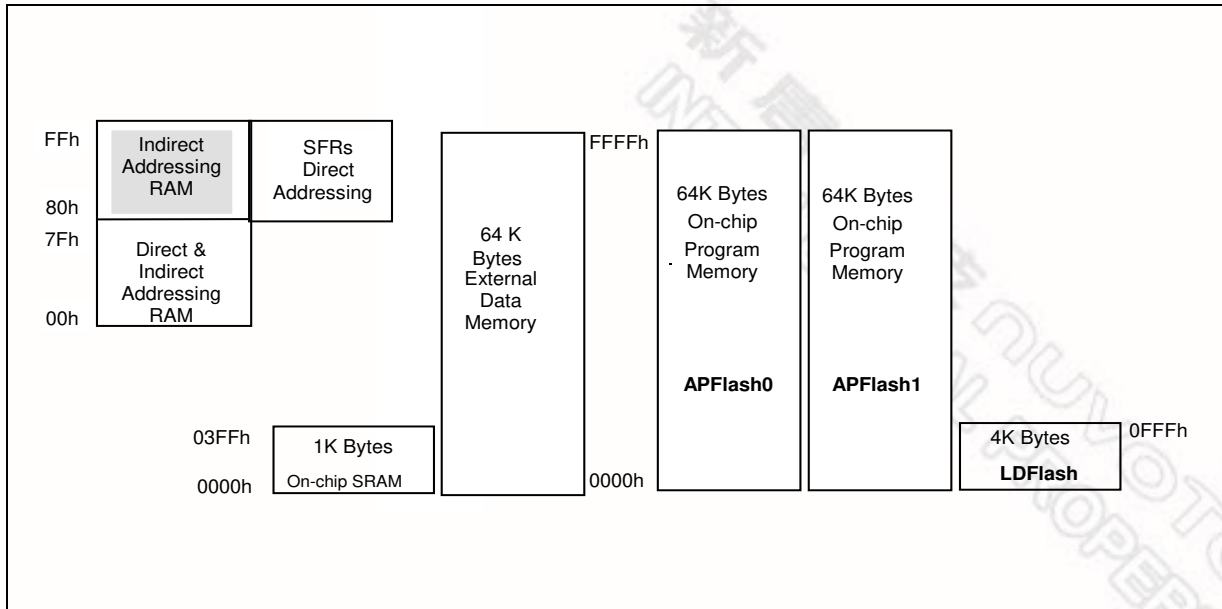 FFh
Indirect
Addressing
RAM
80h
SFRs
Direct
Addressing
7Fh
Direct &
Indirect
Addressing
RAM
00h
03FFh
1K Bytes
0000h
On-chip SRAM
64 K
Bytes
External
Data
Memory
FFFFh
0000h
64K Bytes
On-chip
Program
Memory
APFlash0
64K Bytes
On-chip
Program
Memory
APFlash1
4K Bytes
LDFlash
0FFFh
新唐